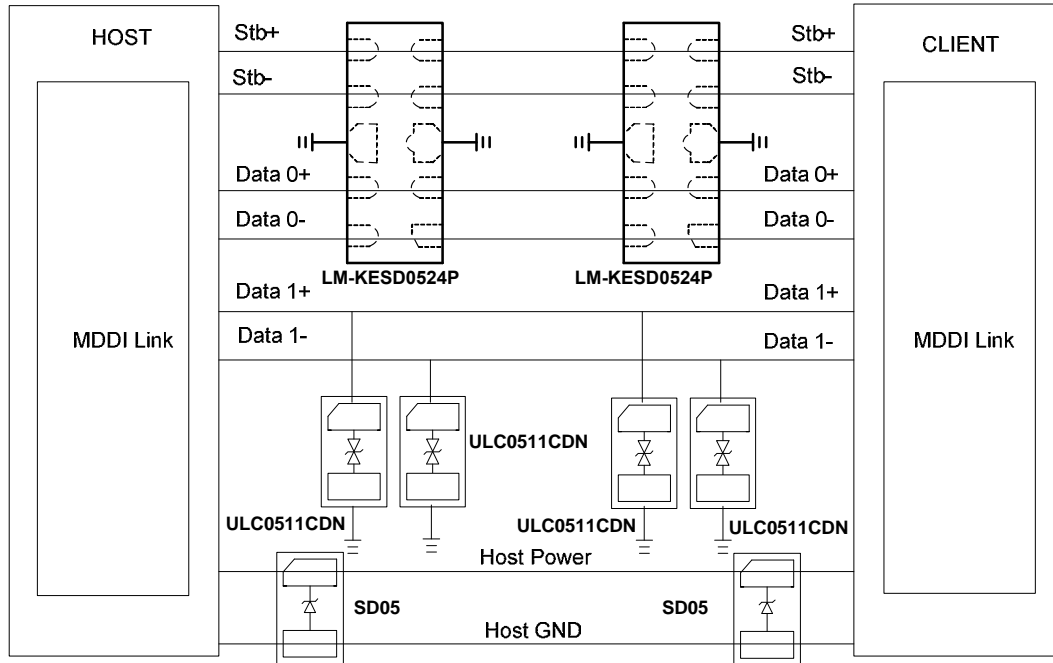 HOST
CLIENT
Stb+
Stb+
Stb-
Stb-
Data 0+
Data 0+
Data 0-
Data 0-
LM-KESD0524P
LM-KESD0524P
Data 1+
Data 1+
Data 1-
Data 1-
MDDI Link
MDDI Link
ULC0511CDN
ULC0511CDN
ULC0511CDN
ULC0511CDN
Host Power
SD05
SD05
Host GND